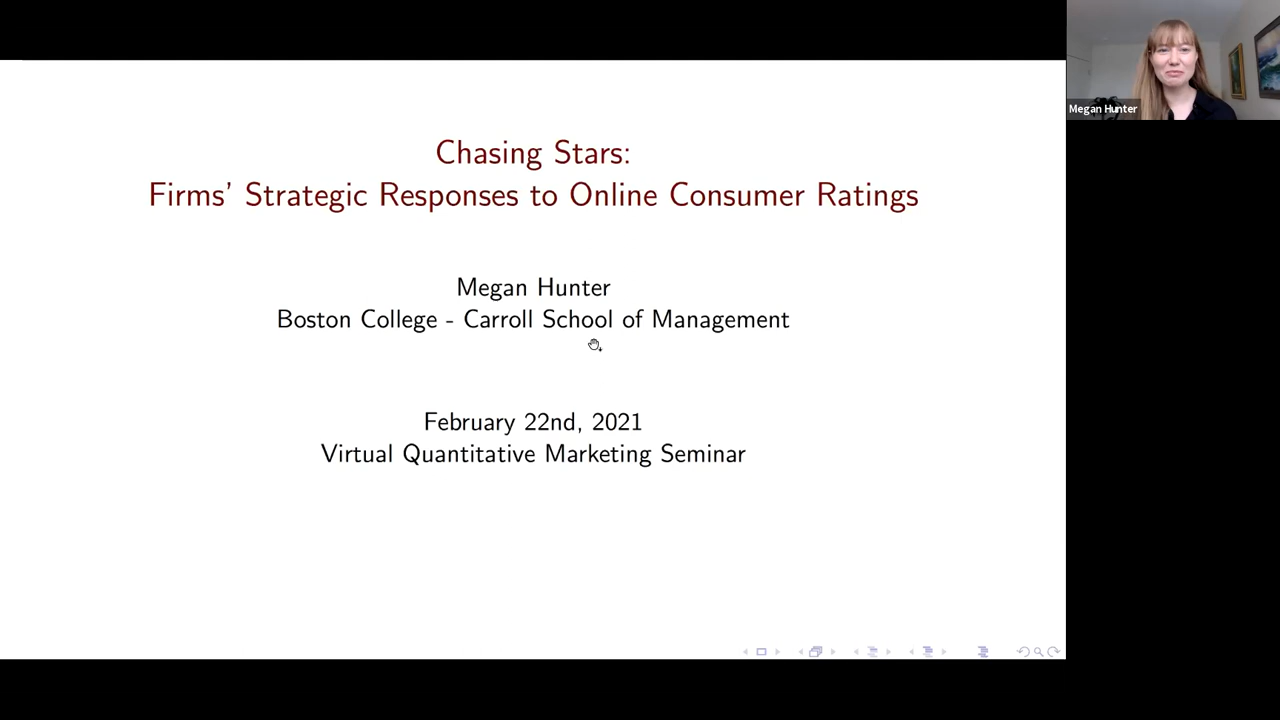 Chasing Stars:
Firms' Strategic Responses to Online Consumer Ratings
Megan Hunter
Boston College - Carroll School of Management
February 22nd, 2021
Virtual Quantitative Marketing Seminar
Megan Hunter